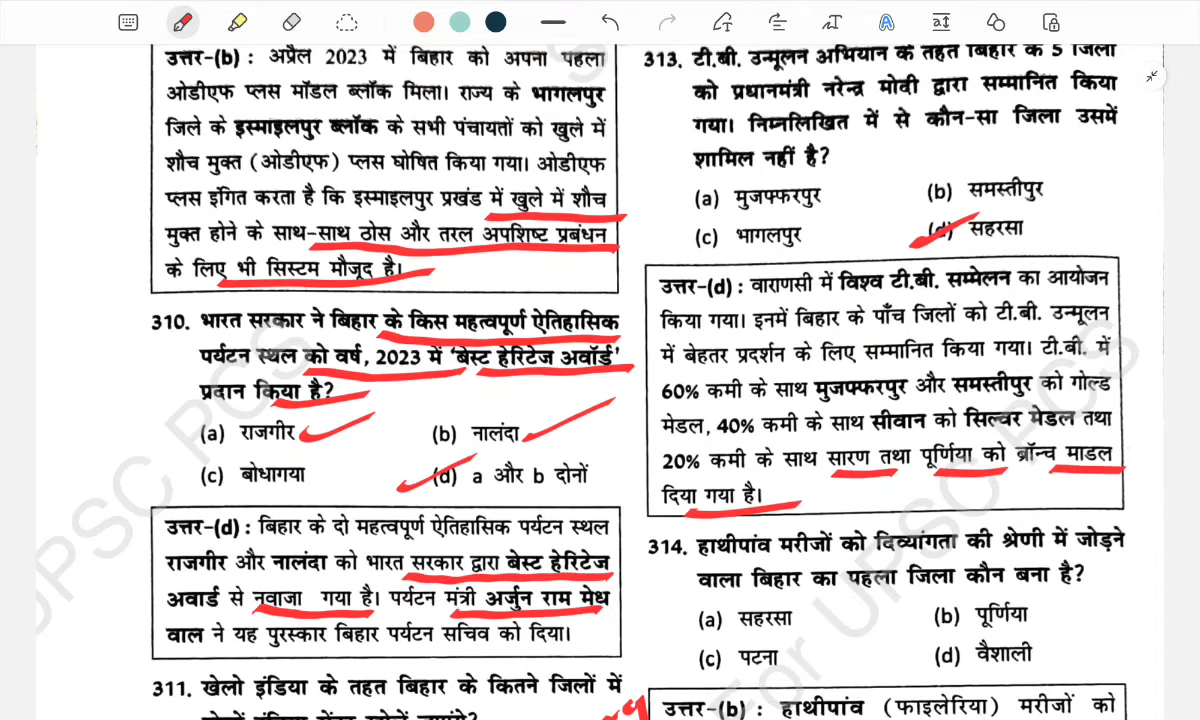 उत्तर-(b) : अप्रैल 2023 में बिहार को अपना पहला
ओडीएफ प्लस मॉडल ब्लॉक मिला। राज्य के भागलपुर
जिले के इस्माइलपुर ब्लॉक के सभी पंचायतों को खुले में
शौच मुक्त (ओडीएफ) प्लस घोषित किया गया। ओडीएफ
प्लस इंगित करता है कि इस्माइलपुर प्रखंड में खुले में शौच
मुक्त होने के साथ-साथ ठोस और तरल अपशिष्ट प्रबंधन
के लिए भी सिस्टम मौजूद है।
310. भारत सरकार ने बिहार के किस महत्वपूर्ण ऐतिहासिक
पर्यटन स्थल को वर्ष, 2023 में 'बेस्ट हेरिटेज अवॉर्ड'
प्रदान किया है?
(a) राजगीर (b) नालंदा
(c) बोधागया (d) a और b दोनों
उत्तर-(d) : बिहार के दो महत्वपूर्ण ऐतिहासिक पर्यटन स्थल
राजगीर और नालंदा को भारत सरकार द्वारा बेस्ट हेरिटेज
अवार्ड से नवाजा गया है। पर्यटन मंत्री अर्जुन राम मेध
वाल ने यह पुरस्कार बिहार पर्यटन सचिव को दिया।
311. खेलो इंडिया के तहत बिहार के कितने जिलों में
313. टी.बी. उन्मूलन अभियान के तहत बिहार के 5 जिलों
को प्रधानमंत्री नरेन्द्र मोदी द्वारा सम्मानित किया
गया। निम्नलिखित में से कौन-सा जिला उसमें
शामिल नहीं है?
(a) मुजफ्फरपुर (b) समस्तीपुर
(c) भागलपुर (d) सहरसा
उत्तर-(d) : वाराणसी में विश्व टी.बी. सम्मेलन का आयोजन
किया गया। इनमें बिहार के पाँच जिलों को टी.बी. उन्मूलन
में बेहतर प्रदर्शन के लिए सम्मानित किया गया। टी.बी. में
60% कमी के साथ मुजफ्फरपुर और समस्तीपुर को गोल्ड
मेडल, 40% कमी के साथ सीवान को सिल्वर मेडल तथा
20% कमी के साथ सारण तथा पूर्णिया को ब्रॉन्च माडल
दिया गया है।
314. हाथीपांव मरीजों को दिव्यांगता की श्रेणी में जोड़ने
वाला बिहार का पहला जिला कौन बना है?
(a) सहरसा (b) पूर्णिया
(c) पटना (d) वैशाली
उत्तर-(b) : हाथीपांव (फाइलेरिया) मरीजों को
UPSC PCS
For UPSC PCS